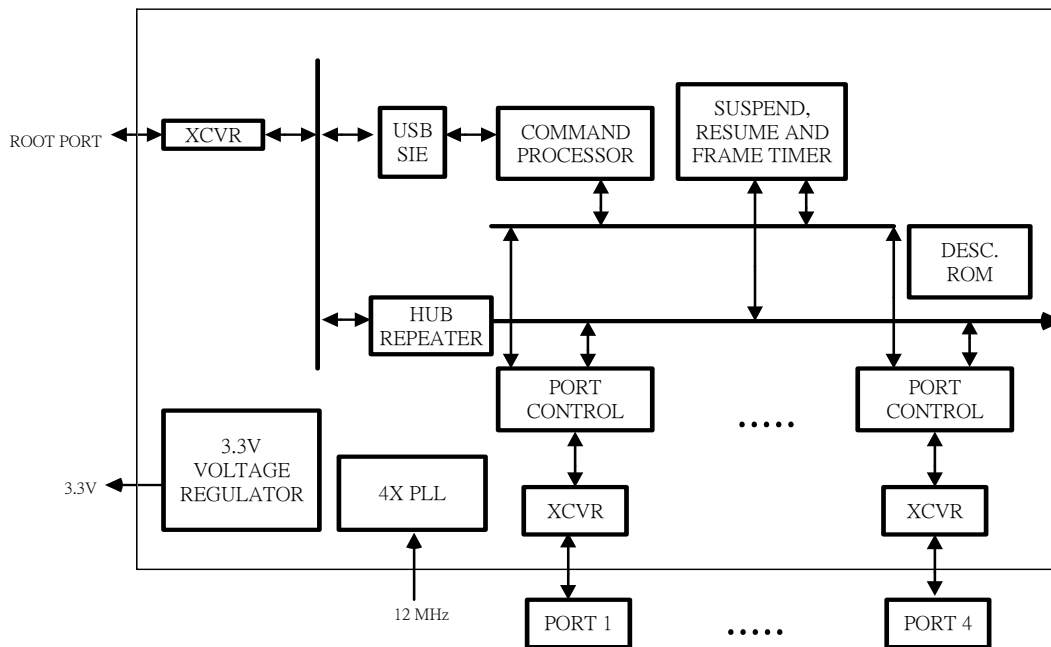 ROOT PORT
XCVR
USB
SIE
COMMAND
PROCESSOR
SUSPEND,
RESUME AND
FRAME TIMER
DESC.
ROM
HUB
REPEATER
PORT
CONTROL
.....
PORT
CONTROL
3.3V
3.3V
VOLTAGE
REGULATOR
4X PLL
XCVR
XCVR
12 MHz
PORT 1
.....
PORT 4